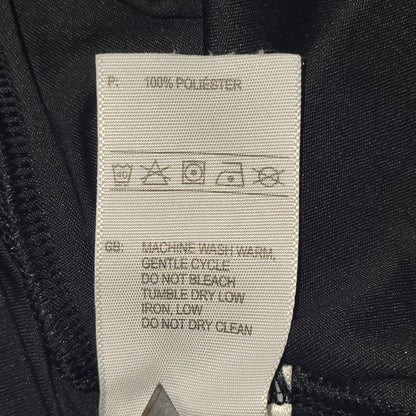 P: 100% POLIÉSTER
40
GB: MACHINE WASH WARM,
GENTLE CYCLE
DO NOT BLEACH
TUMBLE DRY LOW
IRON, LOW
DO NOT DRY CLEAN